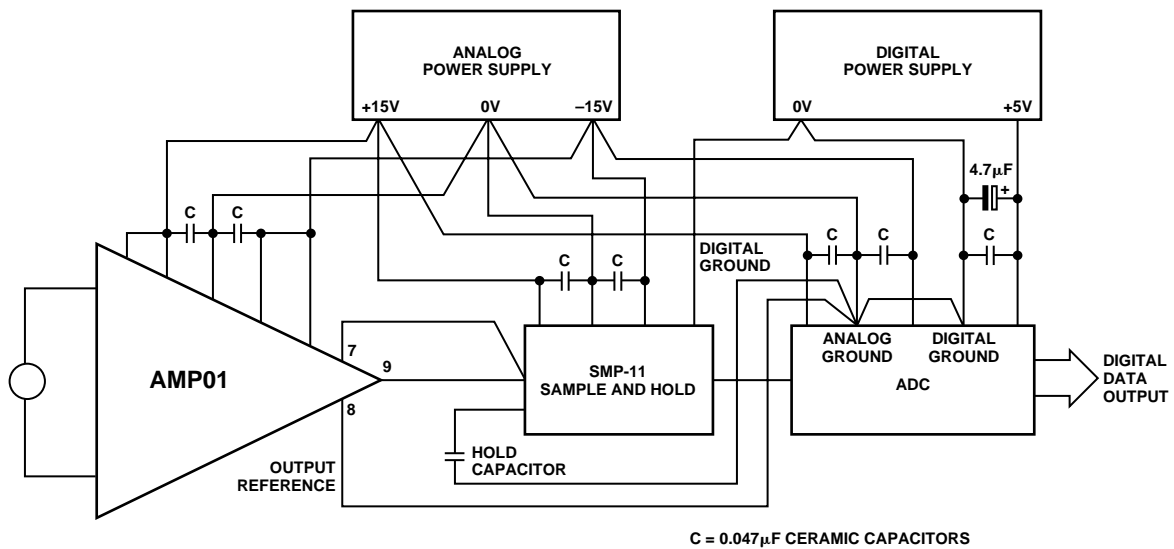 ANALOG
POWER SUPPLY
+15V
0V
–15V
DIGITAL
POWER SUPPLY
0V
+5V
4.7µF
+
C
C
C
C
C
C
C
DIGITAL
GROUND
ANALOG
GROUND
DIGITAL
GROUND
ADC
DIGITAL
DATA
OUTPUT
AMP01
7
9
8
SMP-11
SAMPLE AND HOLD
HOLD
CAPACITOR
OUTPUT
REFERENCE
C = 0.047µF CERAMIC CAPACITORS